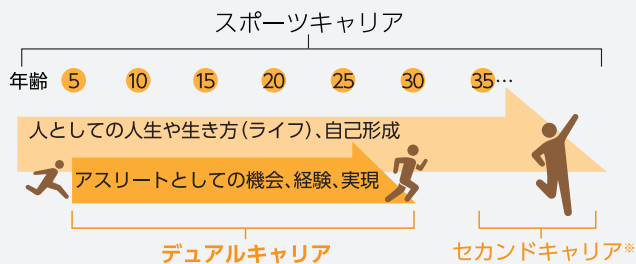 スポーツキャリア
年齢 5 10 15 20 25 30 35…
人としての人生や生き方(ライフ)、自己形成
アスリートとしての機会、経験、実現
デュアルキャリア
セカンドキャリア※